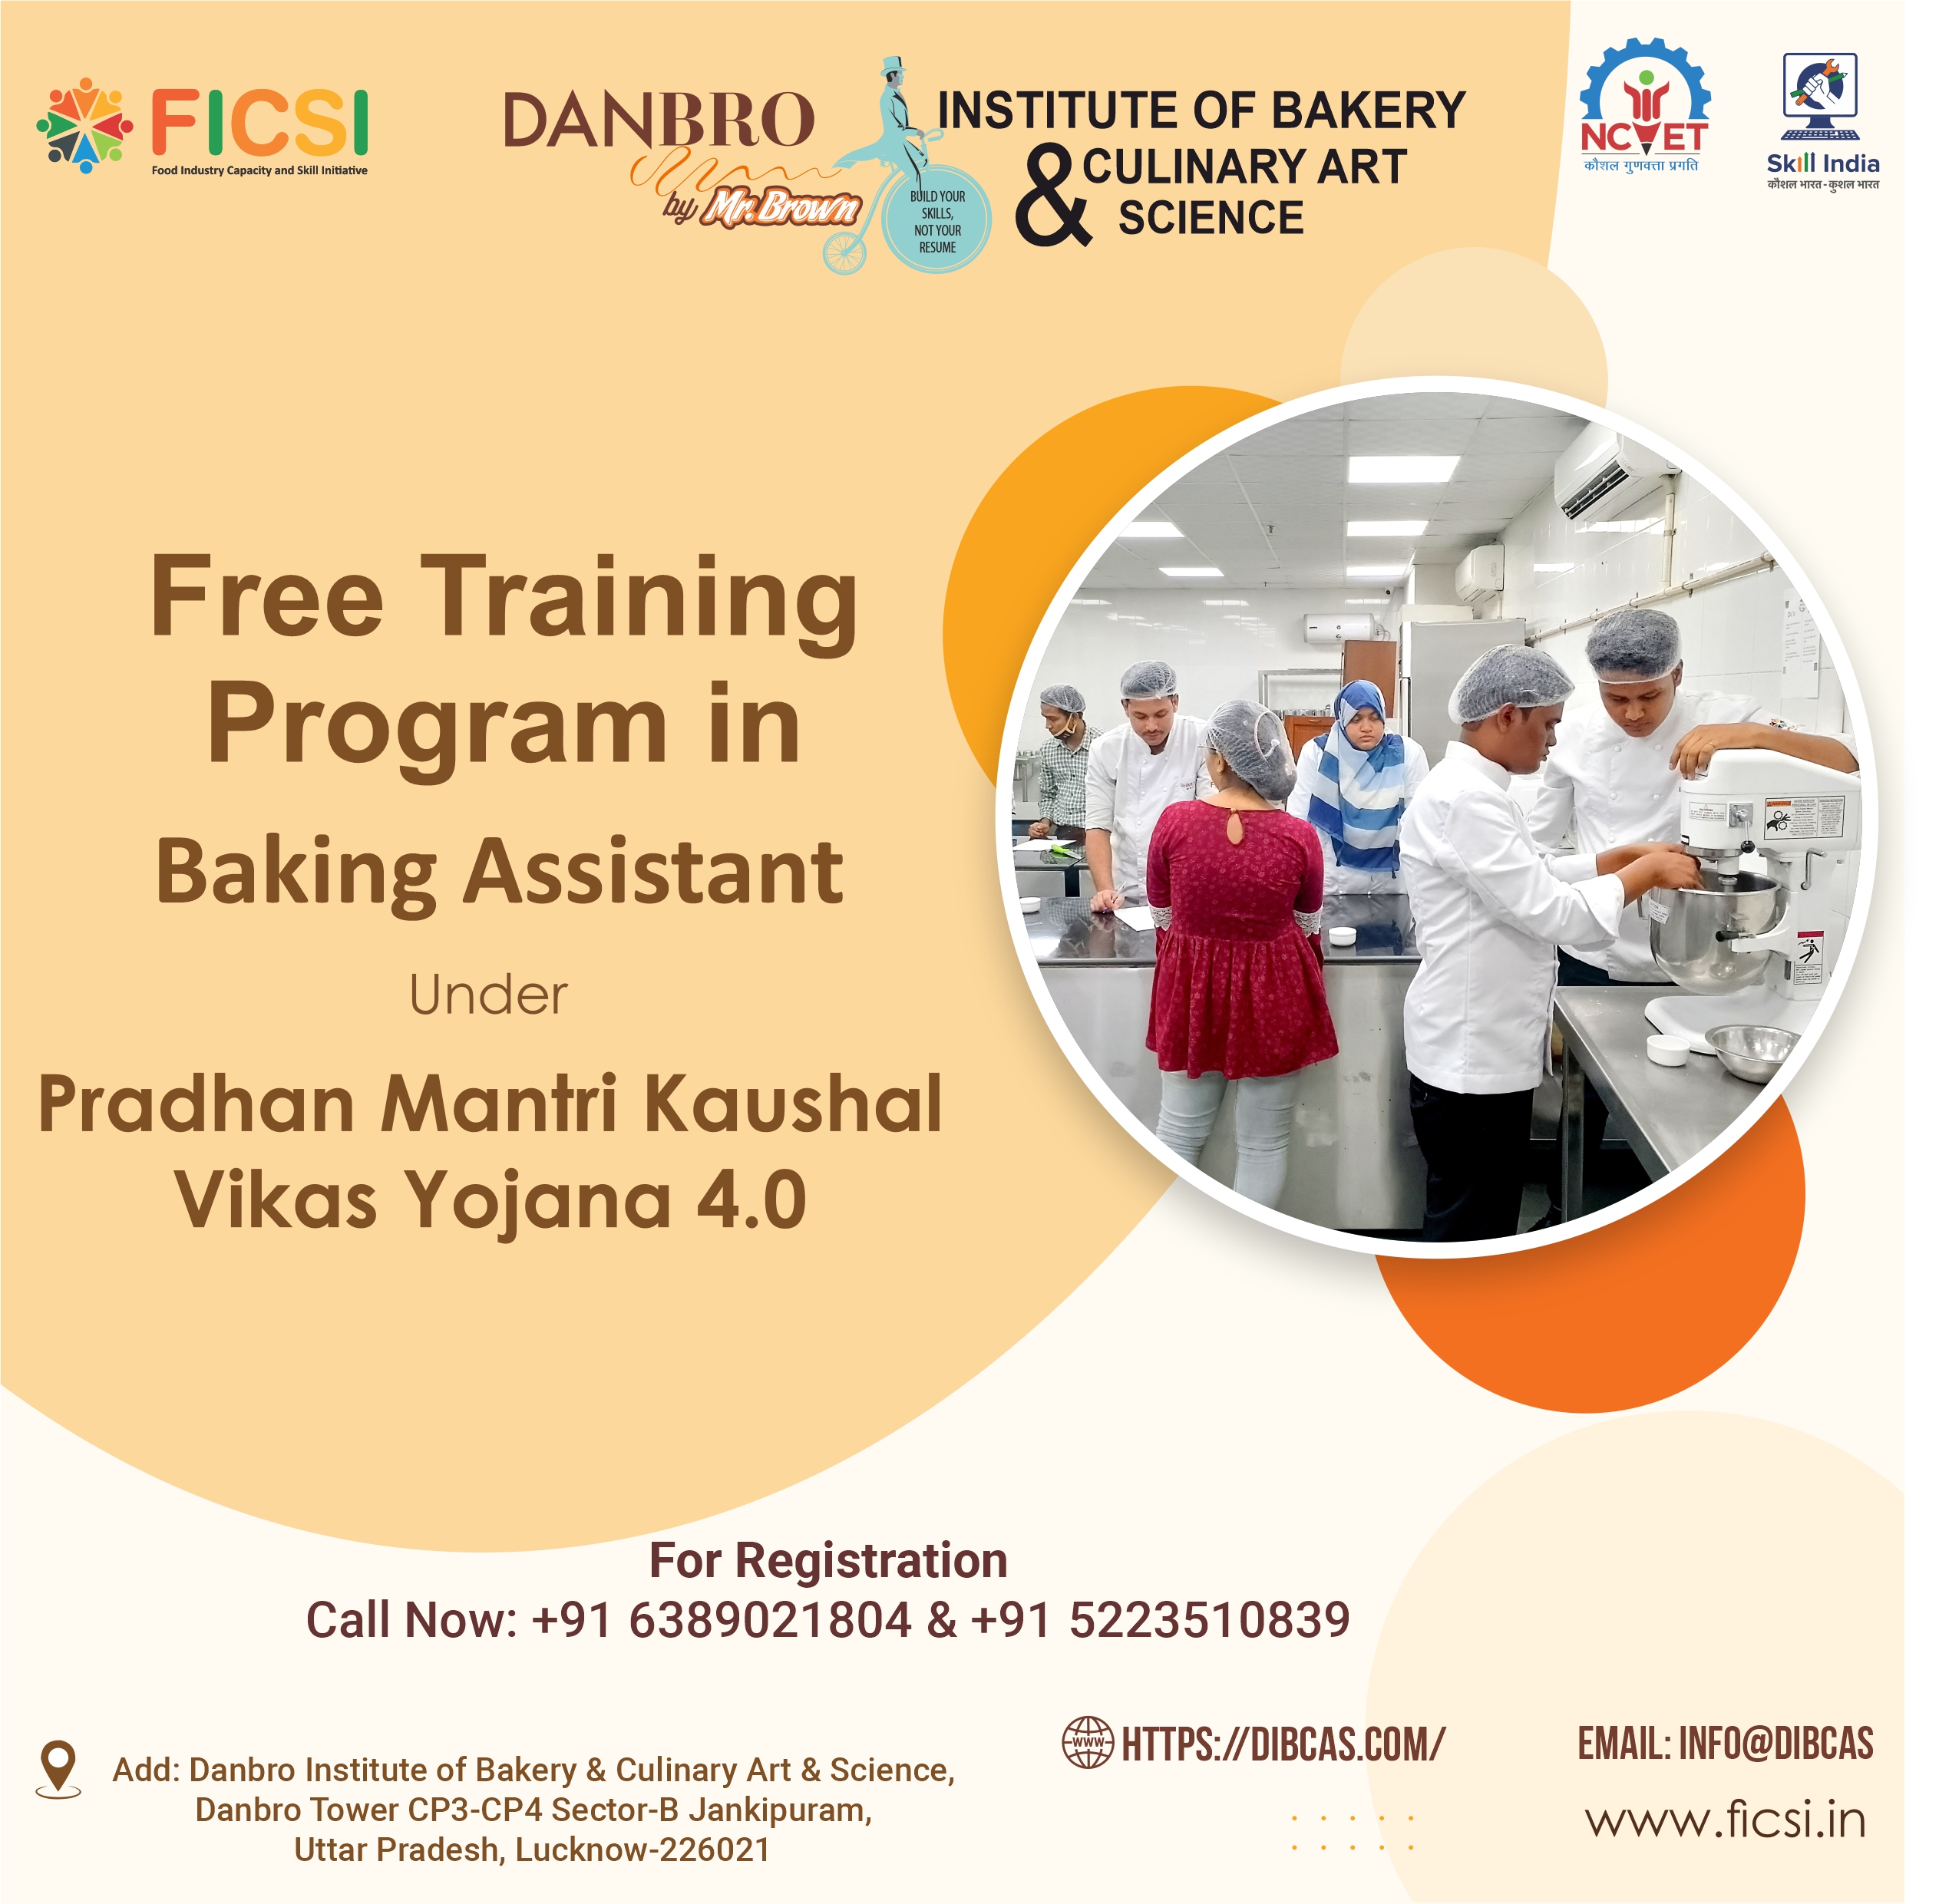 FICSI
Food Industry Capacity and Skill Initiative
DANBRO
by Mr. Brown
BUILD YOUR
SKILLS,
NOT YOUR
RESUME
INSTITUTE OF BAKERY
& CULINARY ART
SCIENCE
NCVET
कौशल गुणवत्ता प्रगति
Skill India
कौशल भारत - कुशल भारत
Free Training
Program in
Baking Assistant
Under
Pradhan Mantri Kaushal
Vikas Yojana 4.0
For Registration
Call Now: +91 6389021804 & +91 5223510839
Add: Danbro Institute of Bakery & Culinary Art & Science,
Danbro Tower CP3-CP4 Sector-B Jankipuram,
Uttar Pradesh, Lucknow-226021
WWW
HTTPS://DIBCAS.COM/
EMAIL: INFO@DIBCAS
www.ficsi.in